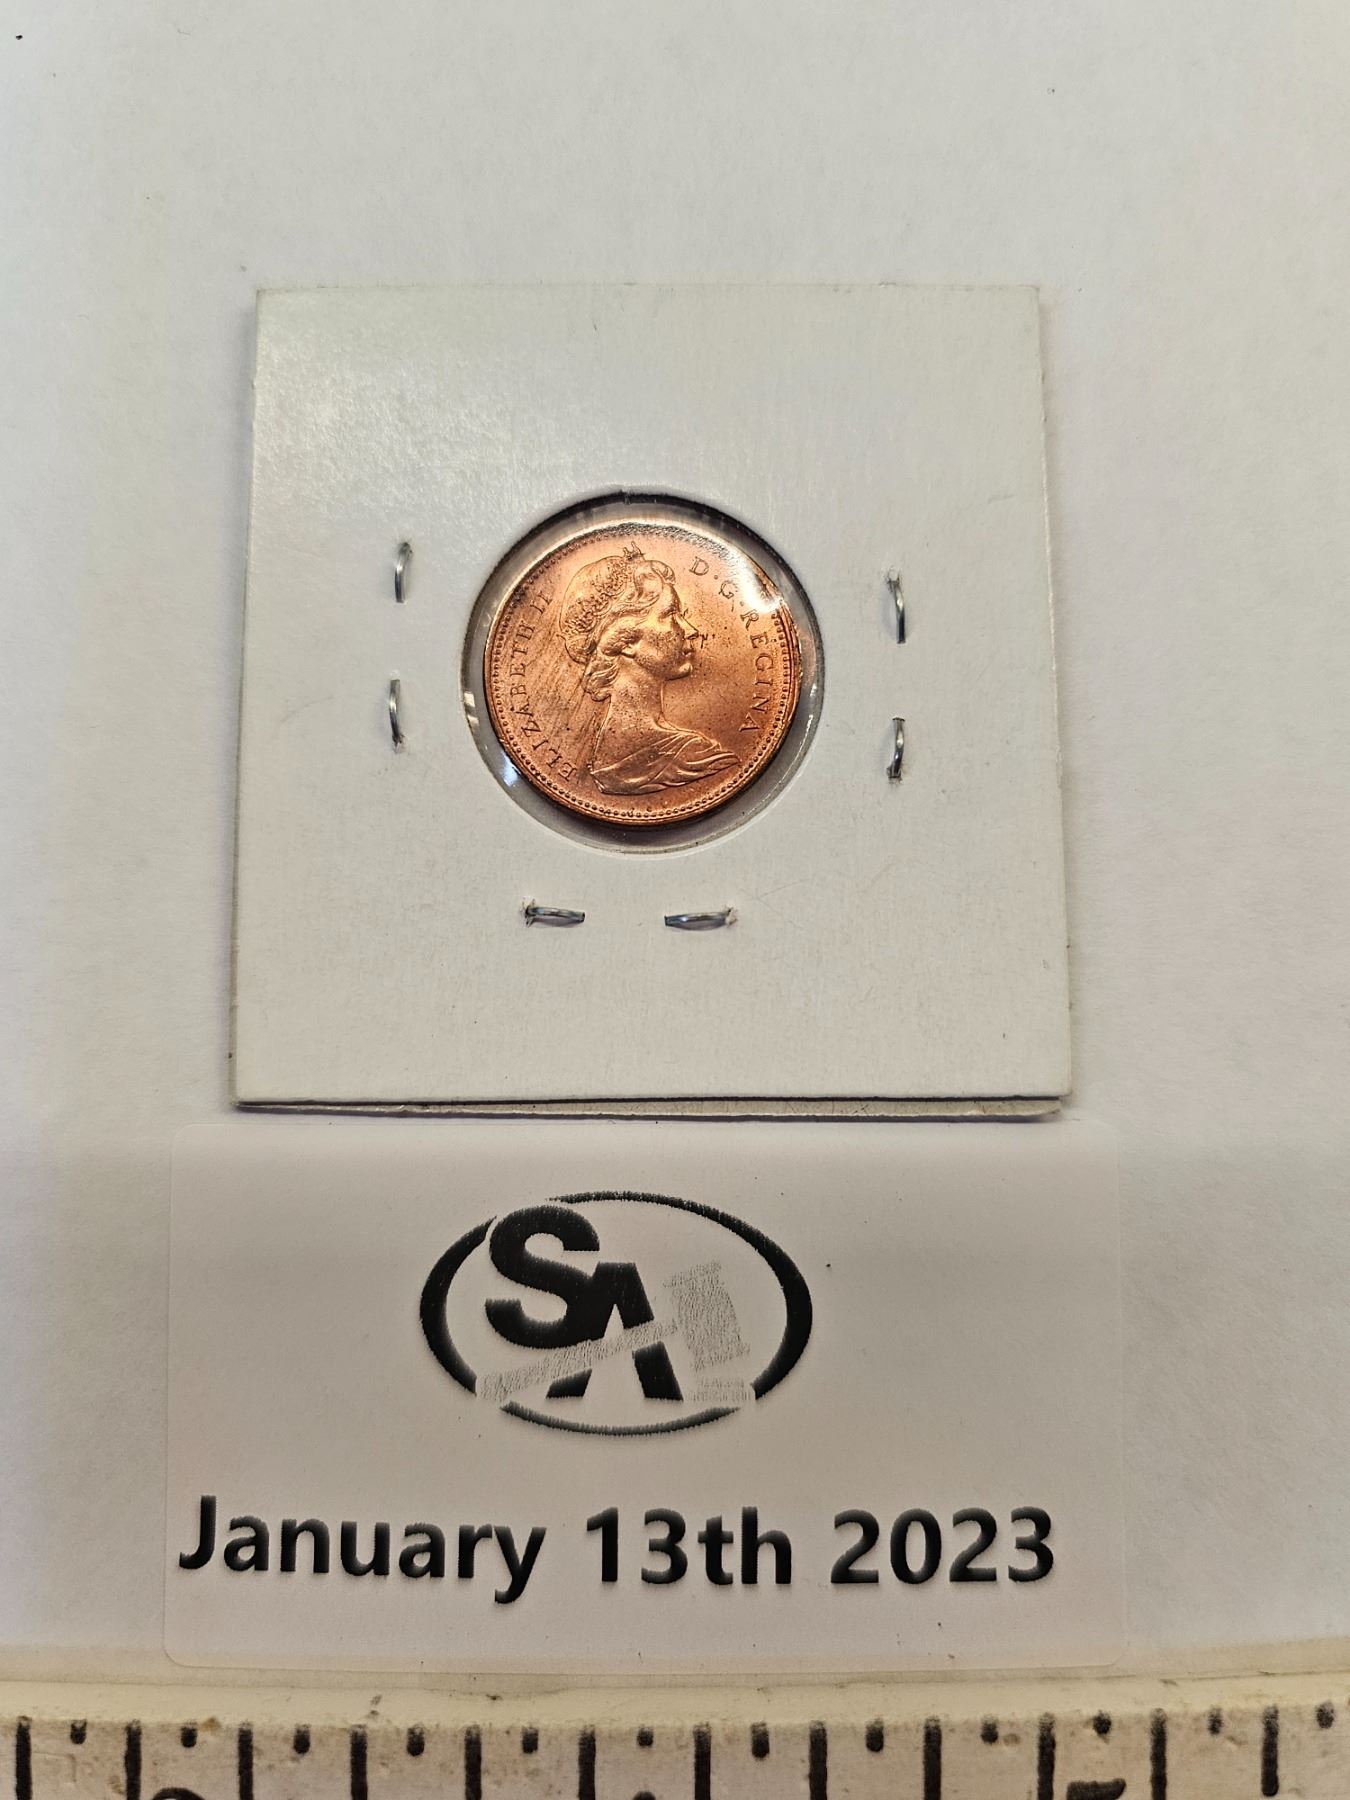 ELIZABETH II D·G·REGINA
SA
January 13th 2023